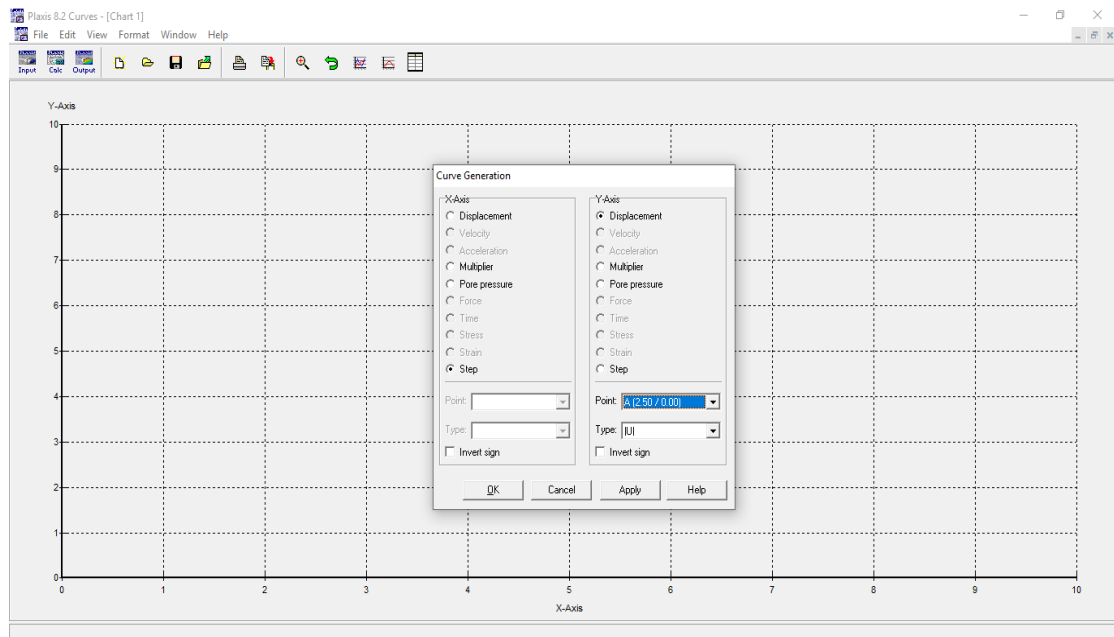 Plaxis 8.2 Curves - [Chart 1]
File Edit View Format Window Help
Input Calc Output
Y-Axis
10
9
8
7
6
5
4
3
2
1
0
0 1 2 3 4 5 6 7 8 9 10
X-Axis
Curve Generation
X-Axis
Displacement
Velocity
Acceleration
Multiplier
Pore pressure
Force
Time
Stress
Strain
Step
Point:
Type:
Invert sign
Y-Axis
Displacement
Velocity
Acceleration
Multiplier
Pore pressure
Force
Time
Stress
Strain
Step
Point: A (2.50 / 0.00)
Type: |U|
Invert sign
OK Cancel Apply Help